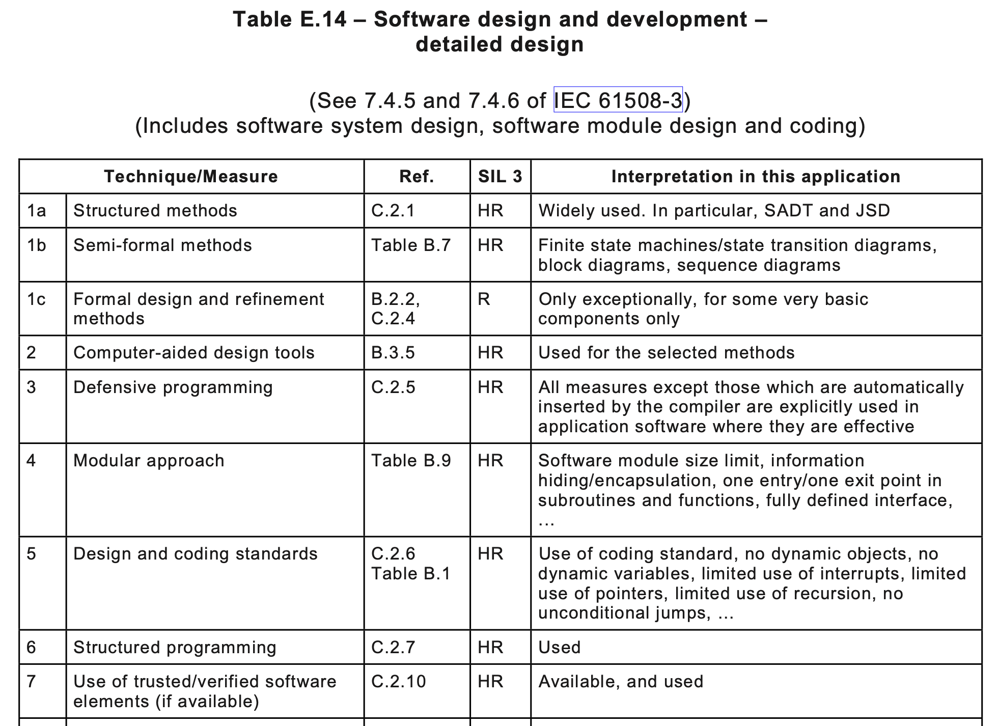 Table E.14 – Software design and development –
detailed design
(See 7.4.5 and 7.4.6 of IEC 61508-3)
(Includes software system design, software module design and coding)
Technique/Measure Ref. SIL 3 Interpretation in this application
1a Structured methods C.2.1 HR Widely used. In particular, SADT and JSD
1b Semi-formal methods Table B.7 HR Finite state machines/state transition diagrams,
block diagrams, sequence diagrams
1c Formal design and refinement B.2.2, R Only exceptionally, for some very basic
methods C.2.4 components only
2 Computer-aided design tools B.3.5 HR Used for the selected methods
3 Defensive programming C.2.5 HR All measures except those which are automatically
inserted by the compiler are explicitly used in
application software where they are effective
4 Modular approach Table B.9 HR Software module size limit, information
hiding/encapsulation, one entry/one exit point in
subroutines and functions, fully defined interface,
...
5 Design and coding standards C.2.6 HR Use of coding standard, no dynamic objects, no
Table B.1 dynamic variables, limited use of interrupts, limited
use of pointers, limited use of recursion, no
unconditional jumps, ...
6 Structured programming C.2.7 HR Used
7 Use of trusted/verified software C.2.10 HR Available, and used
elements (if available)